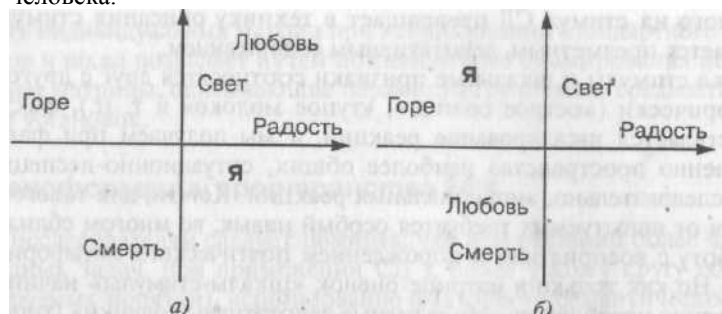 человека.
Любовь
Я
Горе
Свет
Радость
Я
Смерть
а)
Горе
Свет
Радость
Любовь
Смерть
б)